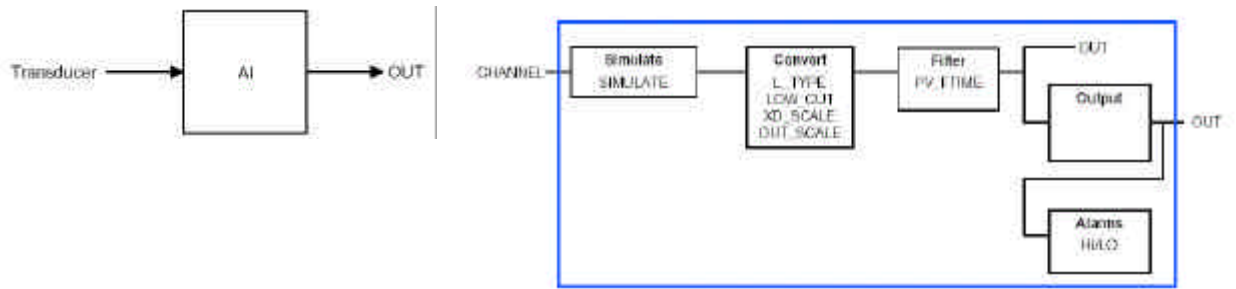 Transducer
AI
OUT
CHANNEL
Simulate
SIMULATE
Convert
L_TYPE
LOW_CUT
XD_SCALE
OUT_SCALE
Filter
PV_FTIME
OUT
Output
OUT
Alarms
HI/LO